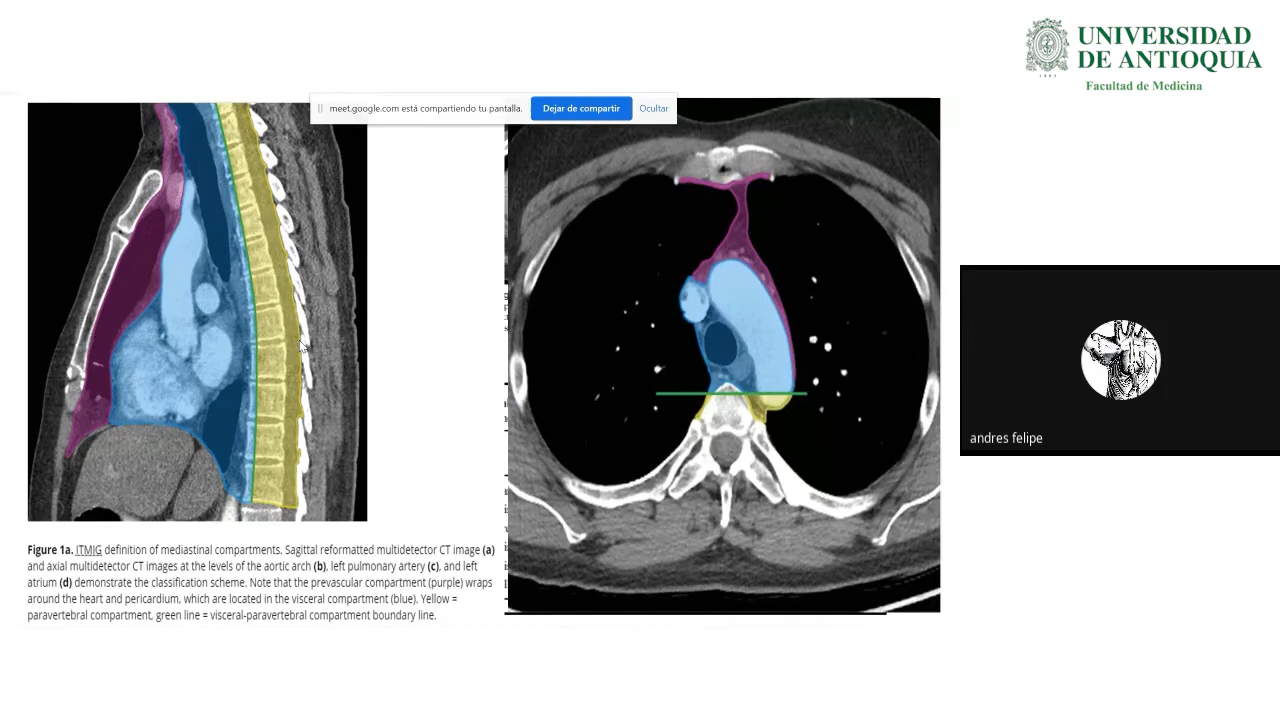 UNIVERSIDAD
DE ANTIOQUIA
1803
Facultad de Medicina
meet.google.com está compartiendo tu pantalla. Dejar de compartir Ocultar
andres felipe
Figure 1a. ITMIG definition of mediastinal compartments. Sagittal reformatted multidetector CT image (a)
and axial multidetector CT images at the levels of the aortic arch (b), left pulmonary artery (c), and left
atrium (d) demonstrate the classification scheme. Note that the prevascular compartment (purple) wraps
around the heart and pericardium, which are located in the visceral compartment (blue). Yellow =
paravertebral compartment, green line = visceral-paravertebral compartment boundary line.